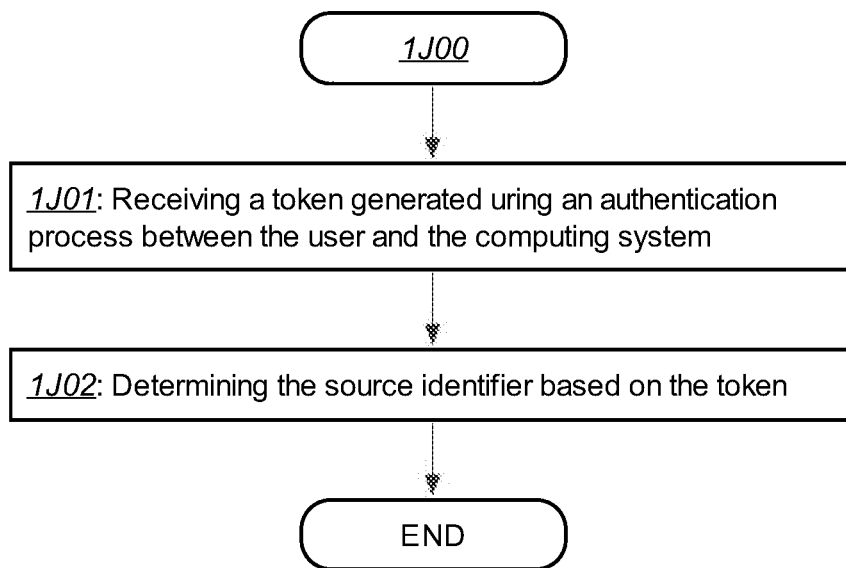 1J00
1J01: Receiving a token generated uring an authentication
process between the user and the computing system
1J02: Determining the source identifier based on the token
END